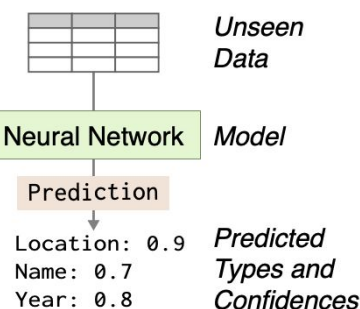 Unseen
Data
Neural Network
Model
Prediction
Location: 0.9
Name: 0.7
Year: 0.8
Predicted
Types and
Confidences